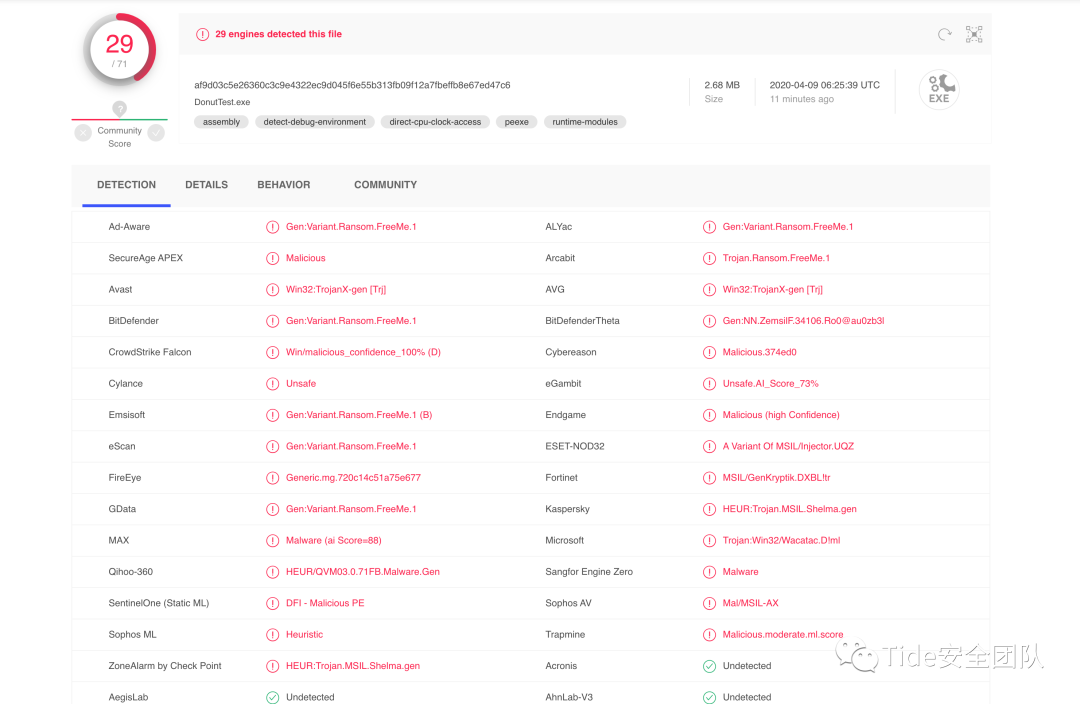 29
/ 71
29 engines detected this file
af9d03c5e26360c3c9e4322ec9d045f6e55b313fb09f12a7fbeffb8e67ed47c6
DonutTest.exe
assembly detect-debug-environment direct-cpu-clock-access peexe runtime-modules
2.68 MB
Size
2020-04-09 06:25:39 UTC
11 minutes ago
EXE
?
Community
Score
DETECTION DETAILS BEHAVIOR COMMUNITY
Ad-Aware Gen:Variant.Ransom.FreeMe.1 ALYac Gen:Variant.Ransom.FreeMe.1
SecureAge APEX Malicious Arcabit Trojan.Ransom.FreeMe.1
Avast Win32:TrojanX-gen [Trj] AVG Win32:TrojanX-gen [Trj]
BitDefender Gen:Variant.Ransom.FreeMe.1 BitDefenderTheta Gen:NN.ZemsilF.34106.Ro0@au0zb3l
CrowdStrike Falcon Win/malicious_confidence_100% (D) Cybereason Malicious.374ed0
Cylance Unsafe eGambit Unsafe.AI_Score_73%
Emsisoft Gen:Variant.Ransom.FreeMe.1 (B) Endgame Malicious (high Confidence)
eScan Gen:Variant.Ransom.FreeMe.1 ESET-NOD32 A Variant Of MSIL/Injector.UQZ
FireEye Generic.mg.720c14c51a75e677 Fortinet MSIL/GenKryptik.DXBL!tr
GData Gen:Variant.Ransom.FreeMe.1 Kaspersky HEUR:Trojan.MSIL.Shelma.gen
MAX Malware (ai Score=88) Microsoft Trojan:Win32/Wacatac.D!ml
Qihoo-360 HEUR/QVM03.0.71FB.Malware.Gen Sangfor Engine Zero Malware
SentinelOne (Static ML) DFI - Malicious PE Sophos AV Mal/MSIL-AX
Sophos ML Heuristic Trapmine Malicious.moderate.ml.score
ZoneAlarm by Check Point HEUR:Trojan.MSIL.Shelma.gen Acronis Undetected
AegisLab Undetected AhnLab-V3 Undetected
Tide安全团队